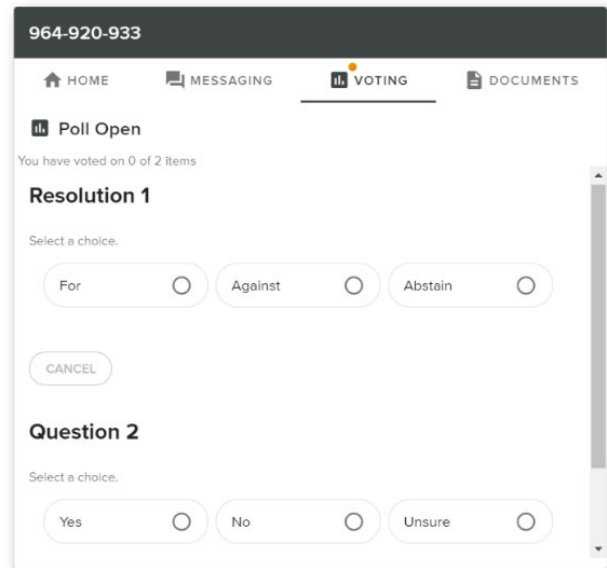 964-920-933
HOME MESSAGING VOTING DOCUMENTS
Poll Open
You have voted on 0 of 2 items
Resolution 1
Select a choice.
For Against Abstain
CANCEL
Question 2
Select a choice.
Yes No Unsure